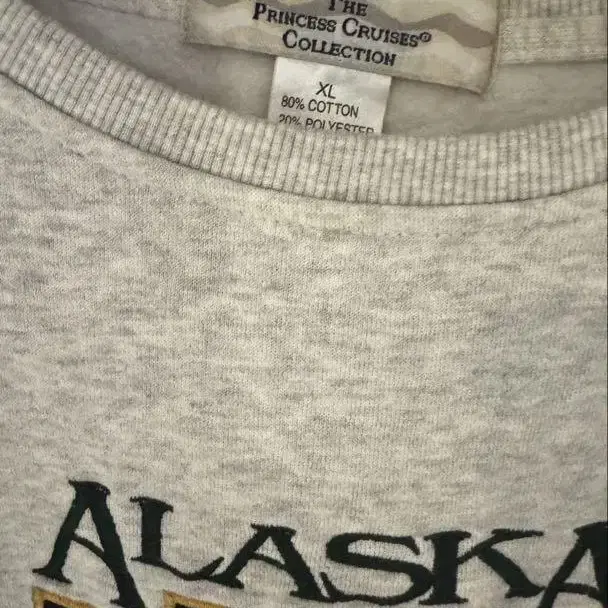 THE
PRINCESS CRUISES®
COLLECTION
XL
80% COTTON
20% POLYESTER
ALASKA